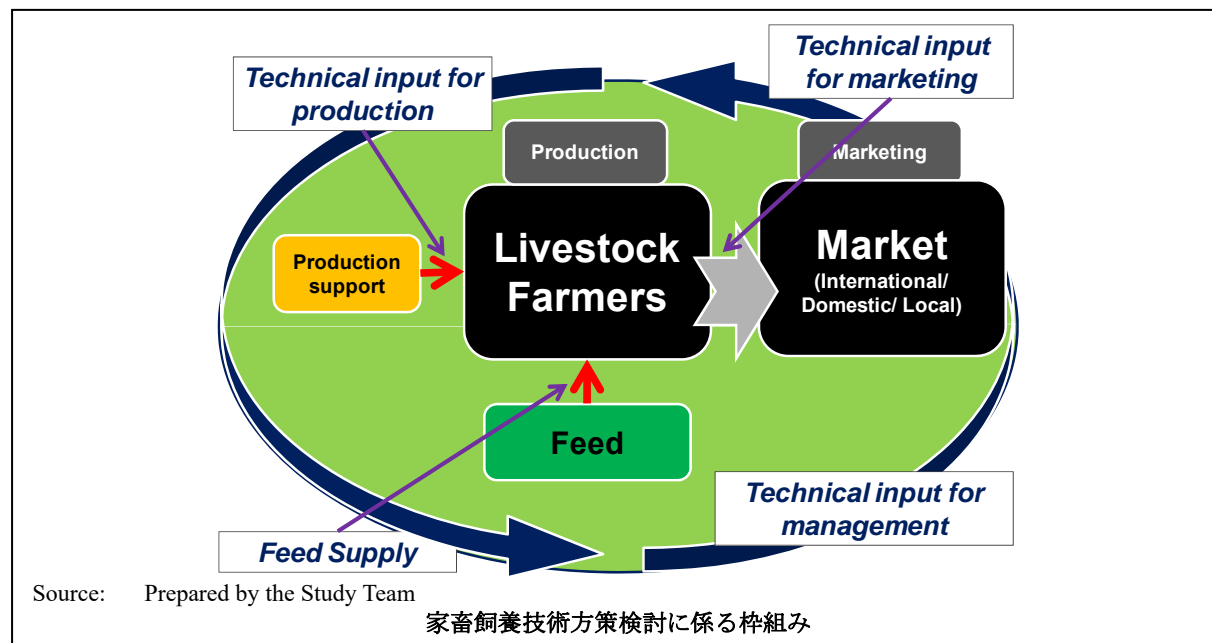 Technical input for
production
Technical input
for marketing
Production
Marketing
Production
support
Livestock
Farmers
Market
(International/
Domestic/ Local)
Feed
Technical input for
management
Feed Supply
Source: Prepared by the Study Team
家畜飼養技術方策検討に係る枠組み